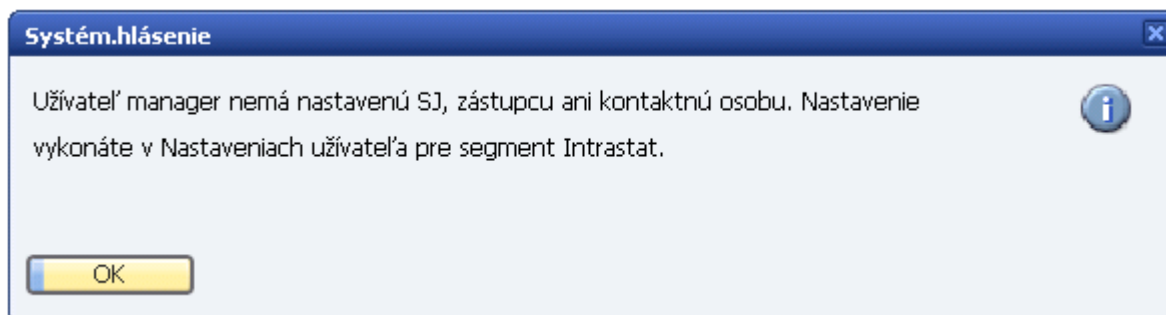 Systém.hlásenie
Užívateľ manager nemá nastavenú SJ, zástupcu ani kontaktnú osobu. Nastavenie
vykonáte v Nastaveniach užívateľa pre segment Intrastat.
OK